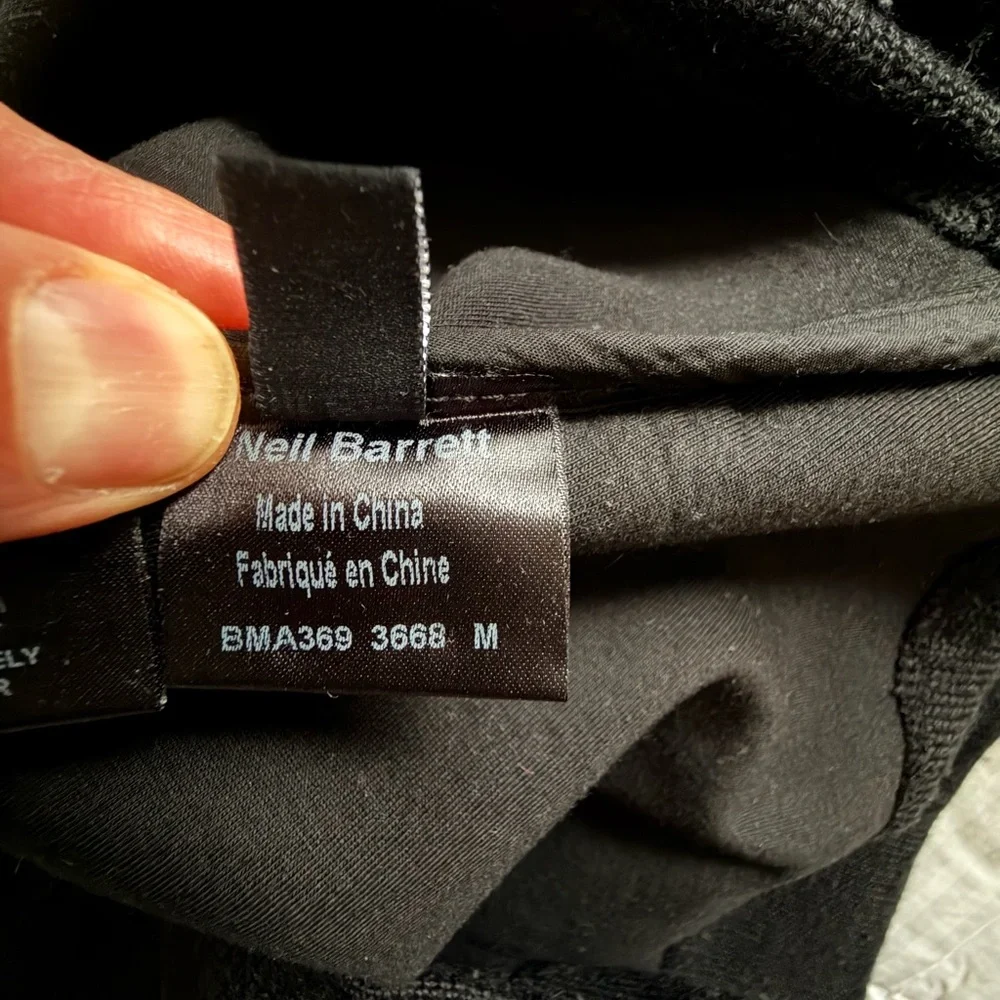 Neil Barrett
Made in China
Fabriqué en Chine
BMA369 3668 M